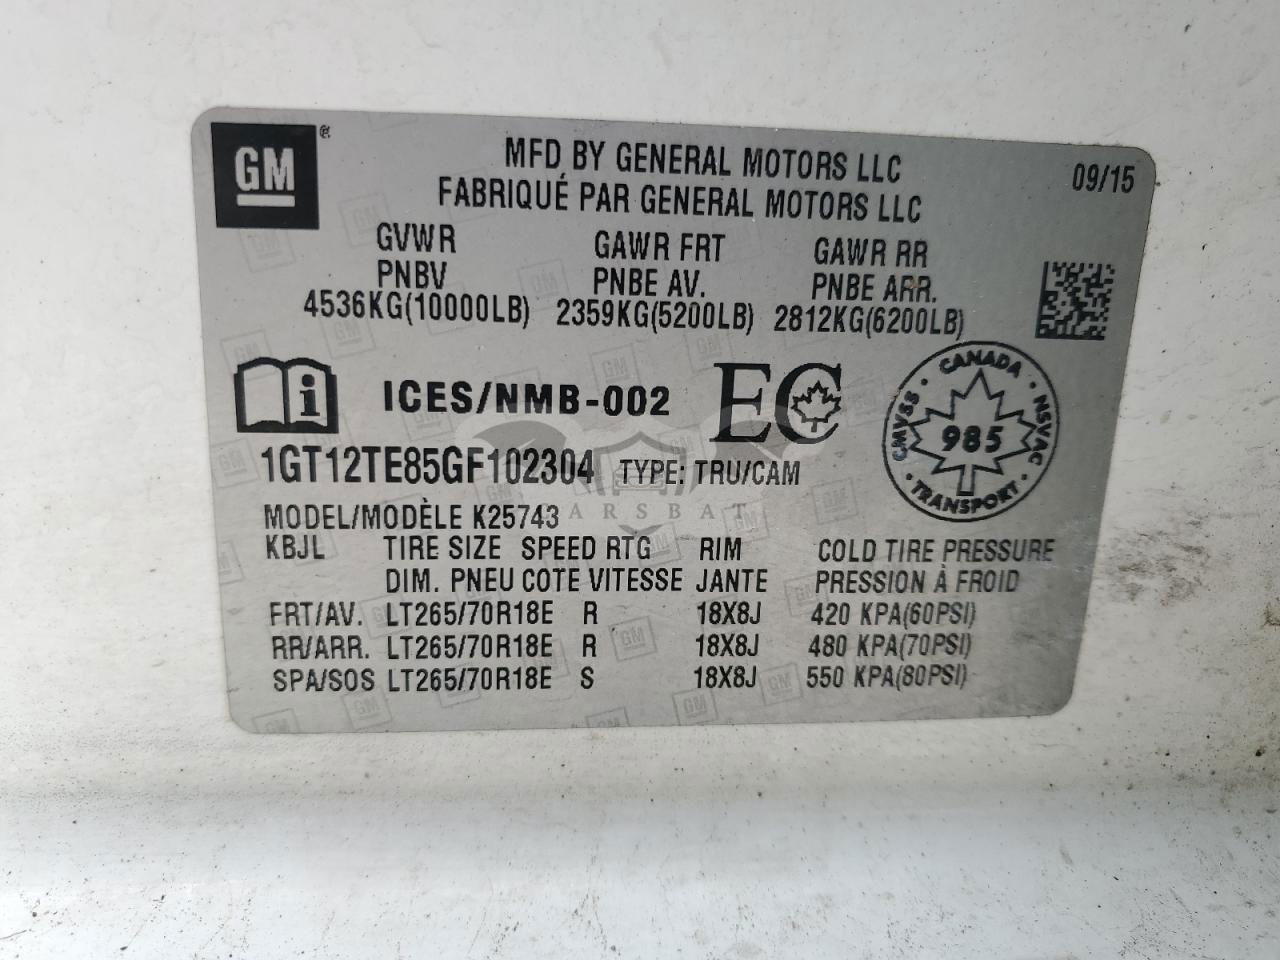 GM
MFD BY GENERAL MOTORS LLC
09/15
FABRIQUÉ PAR GENERAL MOTORS LLC
GVWR GAWR FRT GAWR RR
PNBV PNBE AV. PNBE ARR.
4536KG(10000LB) 2359KG(5200LB) 2812KG(6200LB)
ICES/NMB-002 EC
CANADA
CMVSS 985 NSVAC
TRANSPORT
1GT12TE85GF102304 TYPE: TRU/CAM
ARSBAT
MODEL/MODÈLE K25743
KBJL TIRE SIZE SPEED RTG RIM COLD TIRE PRESSURE
DIM. PNEU COTE VITESSE JANTE PRESSION À FROID
FRT/AV. LT265/70R18E R 18X8J 420 KPA(60PSI)
RR/ARR. LT265/70R18E R 18X8J 480 KPA(70PSI)
SPA/SOS LT265/70R18E S 18X8J 550 KPA(80PSI)